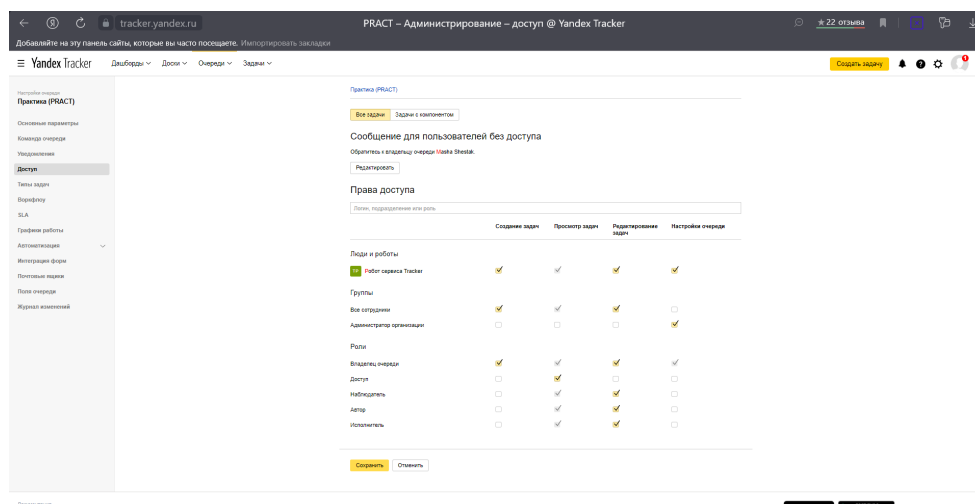 tracker.yandex.ru
PRACT – Администрирование – доступ @ Yandex Tracker
★22 отзыва
Добавляйте на эту панель сайты, которые вы часто посещаете. Импортировать закладки
Yandex Tracker
Дашборды
Доски
Очереди
Задачи
Создать задачу
Настройки очереди
Практика (PRACT)
Основные параметры
Команда очереди
Уведомления
Доступ
Типы задач
Воркфлоу
SLA
Графики работы
Автоматизация
Интеграция форм
Почтовые ящики
Поля очереди
Журнал изменений
Практика (PRACT)
Все задачи
Задачи с компонентом
Сообщение для пользователей без доступа
Обратитесь к владельцу очереди Masha Shestak.
Редактировать
Права доступа
Логин, подразделение или роль
Создание задач
Просмотр задач
Редактирование задач
Настройки очереди
Люди и роботы
Робот сервиса Tracker
Группы
Все сотрудники
Администратор организации
Роли
Владелец очереди
Доступ
Наблюдатель
Автор
Исполнитель
Сохранить
Отменить